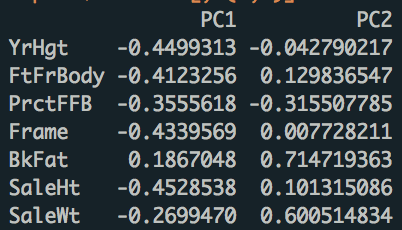 PC1 PC2
YrHgt -0.4499313 -0.042790217
FtFrBody -0.4123256 0.129836547
PrctFFB -0.3555618 -0.315507785
Frame -0.4339569 0.007728211
BkFat 0.1867048 0.714719363
SaleHt -0.4528534 0.101315086
SaleWt -0.2699470 0.600514834